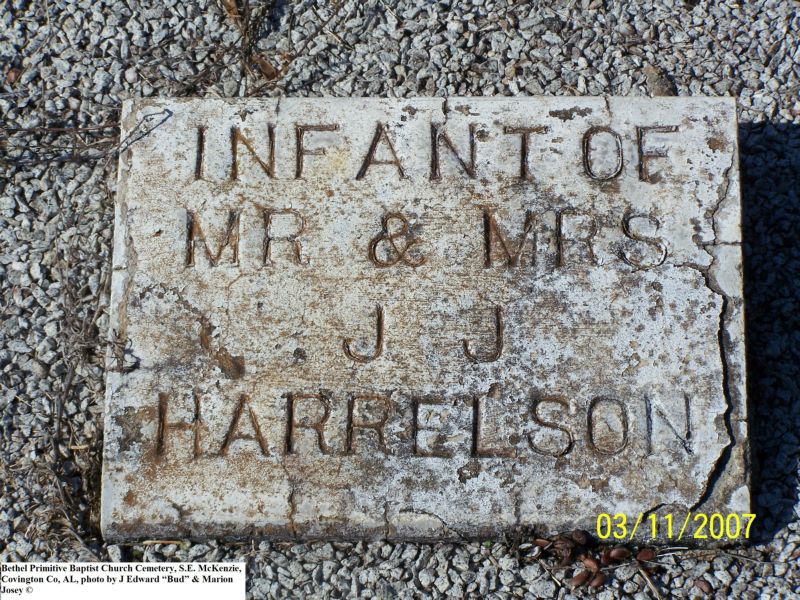 INFANT OF
MR & MRS
J J
HARRELSON
03/11/2007
Bethel Primitive Baptist Church Cemetery, S.E. McKenzie,
Covington Co, AL, photo by J Edward “Bud” & Marion
Josey ©